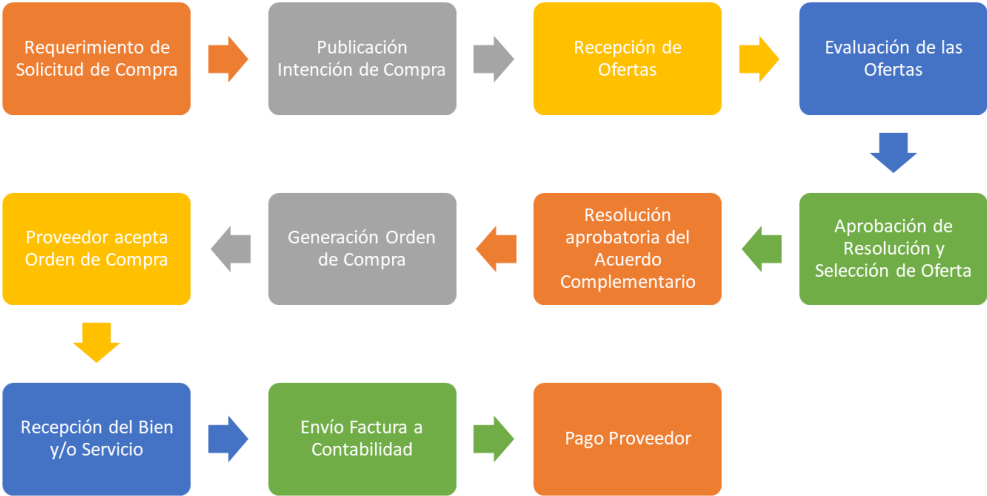 Requerimiento de
Solicitud de Compra
Publicación
Intención de Compra
Recepción de
Ofertas
Evaluación de las
Ofertas
Aprobación de
Resolución y
Selección de Oferta
Resolución
aprobatoria del
Acuerdo
Complementario
Generación Orden
de Compra
Proveedor acepta
Orden de Compra
Recepción del Bien
y/o Servicio
Envío Factura a
Contabilidad
Pago Proveedor